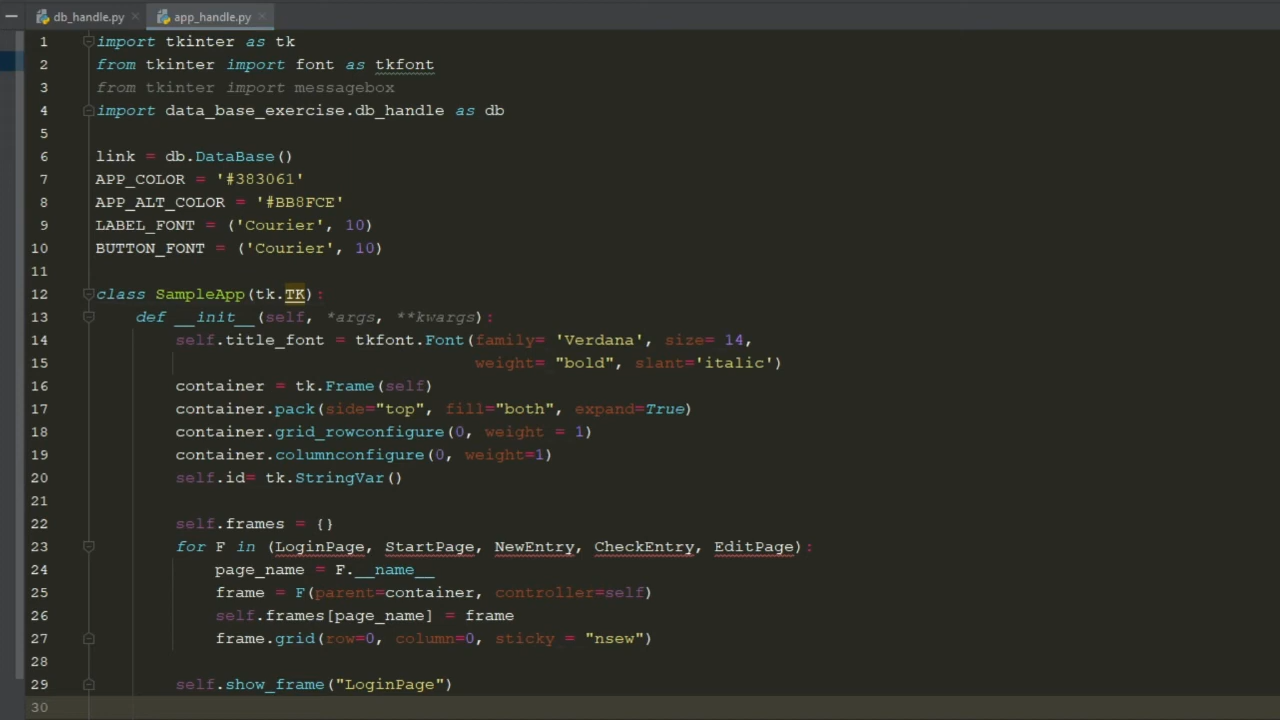 db_handle.py × app_handle.py ×
1 import tkinter as tk
2 from tkinter import font as tkfont
3 from tkinter import messagebox
4 import data_base_exercise.db_handle as db
5
6 link = db.DataBase()
7 APP_COLOR = '#383061'
8 APP_ALT_COLOR = '#BB8FCE'
9 LABEL_FONT = ('Courier', 10)
10 BUTTON_FONT = ('Courier', 10)
11
12 class SampleApp(tk.TK):
13 def __init__(self, *args, **kwargs):
14 self.title_font = tkfont.Font(family= 'Verdana', size= 14,
15 weight= "bold", slant='italic')
16 container = tk.Frame(self)
17 container.pack(side="top", fill="both", expand=True)
18 container.grid_rowconfigure(0, weight = 1)
19 container.columnconfigure(0, weight=1)
20 self.id= tk.StringVar()
21
22 self.frames = {}
23 for F in (LoginPage, StartPage, NewEntry, CheckEntry, EditPage):
24 page_name = F.__name__
25 frame = F(parent=container, controller=self)
26 self.frames[page_name] = frame
27 frame.grid(row=0, column=0, sticky = "nsew")
28
29 self.show_frame("LoginPage")
30